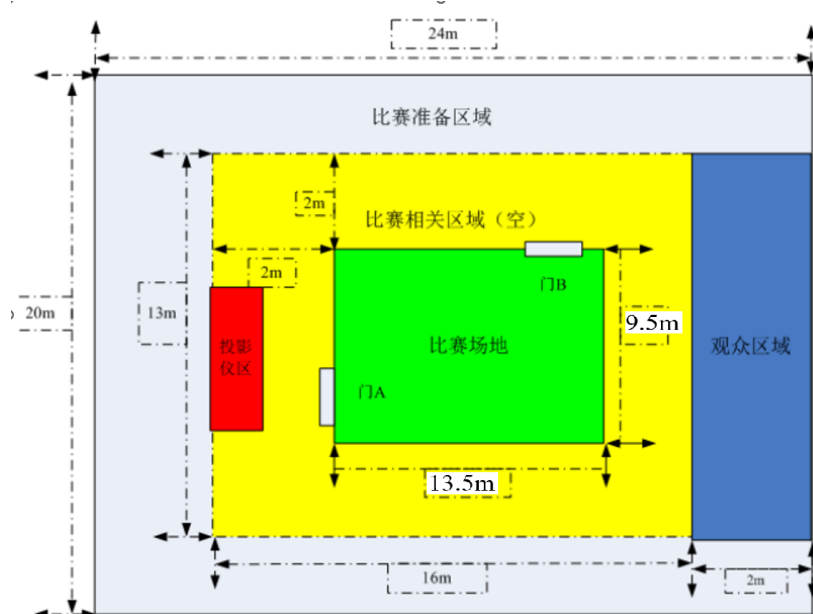 24m
比赛准备区域
2m
比赛相关区域（空）
2m
门B
20m
13m
9.5m
投影
仪区
比赛场地
观众区域
门A
13.5m
16m
2m